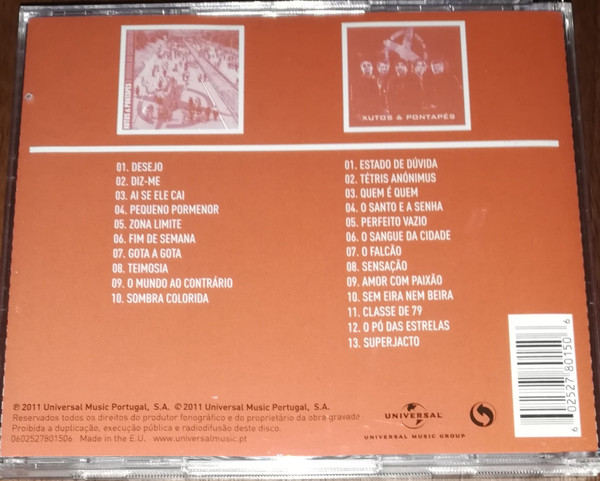 XUTOS & PONTAPÉS
XUTOS & PONTAPÉS
01. DESEJO
02. DIZ-ME
03. AI SE ELE CAI
04. PEQUENO PORMENOR
05. ZONA LIMITE
06. FIM DE SEMANA
07. GOTA A GOTA
08. TEIMOSIA
09. O MUNDO AO CONTRÁRIO
10. SOMBRA COLORIDA
01. ESTADO DE DÚVIDA
02. TÉTRIS ANÓNIMUS
03. QUEM É QUEM
04. O SANTO E A SENHA
05. PERFEITO VAZIO
06. O SANGUE DA CIDADE
07. O FALCÃO
08. SENSAÇÃO
09. AMOR COM PAIXÃO
10. SEM EIRA NEM BEIRA
11. CLASSE DE 79
12. O PÓ DAS ESTRELAS
13. SUPERJACTO
℗ 2011 Universal Music Portugal, S.A. © 2011 Universal Music Portugal, S.A.
Reservados todos os direitos do produtor fonográfico e do proprietário da obra gravada.
Proibida a duplicação, execução pública e radiodifusão deste disco.
0602527801506 Made in the E.U. www.universalmusic.pt
UNIVERSAL
UNIVERSAL MUSIC GROUP
6 02527 80150 6